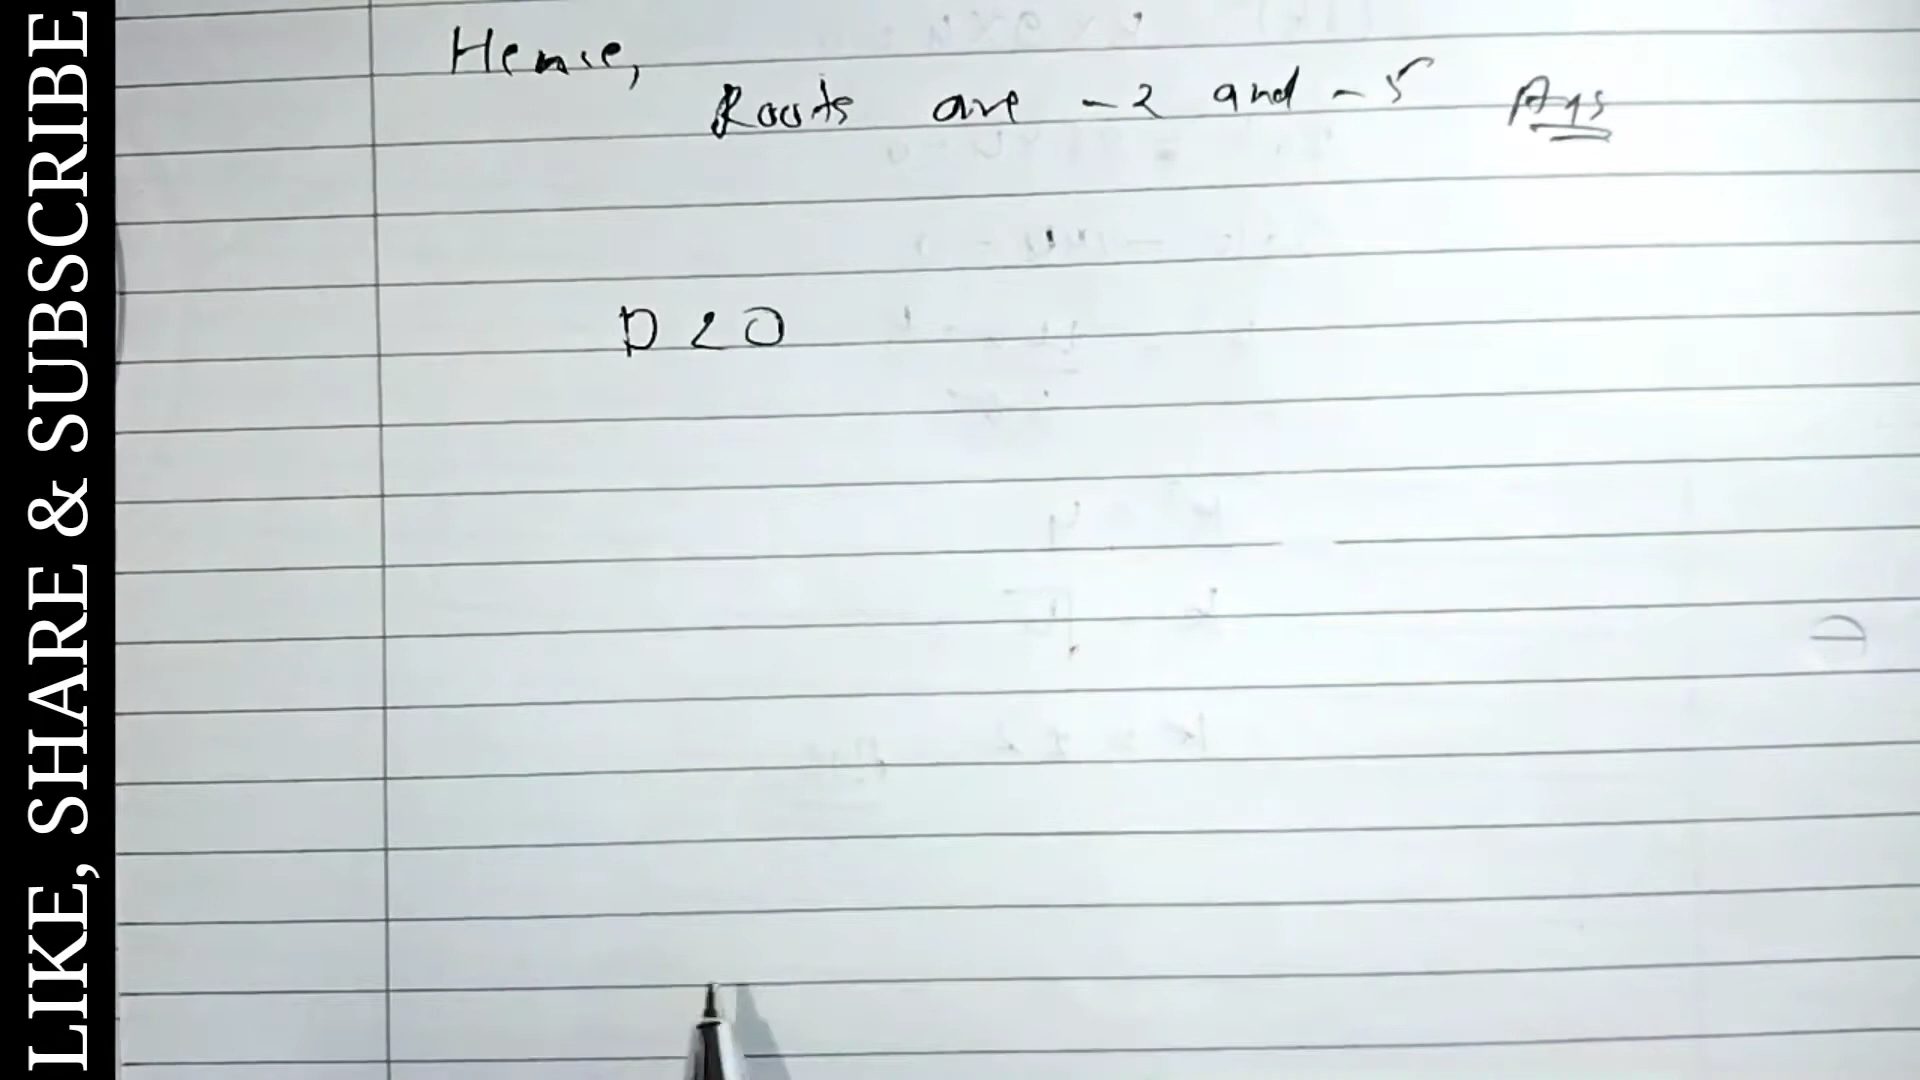 LIKE, SHARE & SUBSCRIBE
Hence,
Roots are -2 and -5 Ans
D < 0